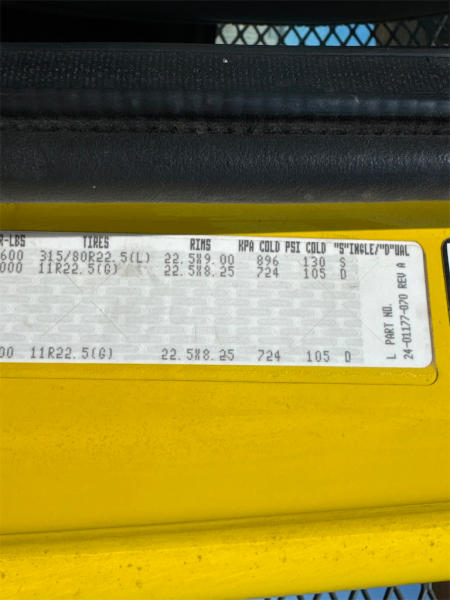 R-LBS TIRES RIMS KPA COLD PSI COLD "S"INGLE/"D"UAL
600 315/80R22.5(L) 22.5X9.00 896 130 S
000 11R22.5(G) 22.5X8.25 724 105 D
00 11R22.5(G) 22.5X8.25 724 105 D
L PART NO.
24-01177-070 REV A